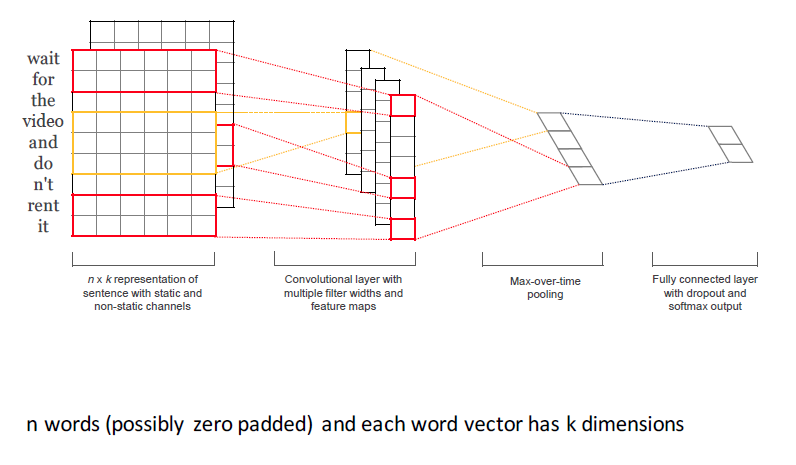 wait
for
the
video
and
do
n't
rent
it
n x k representation of
sentence with static and
non-static channels
Convolutional layer with
multiple filter widths and
feature maps
Max-over-time
pooling
Fully connected layer
with dropout and
softmax output
n words (possibly zero padded) and each word vector has k dimensions